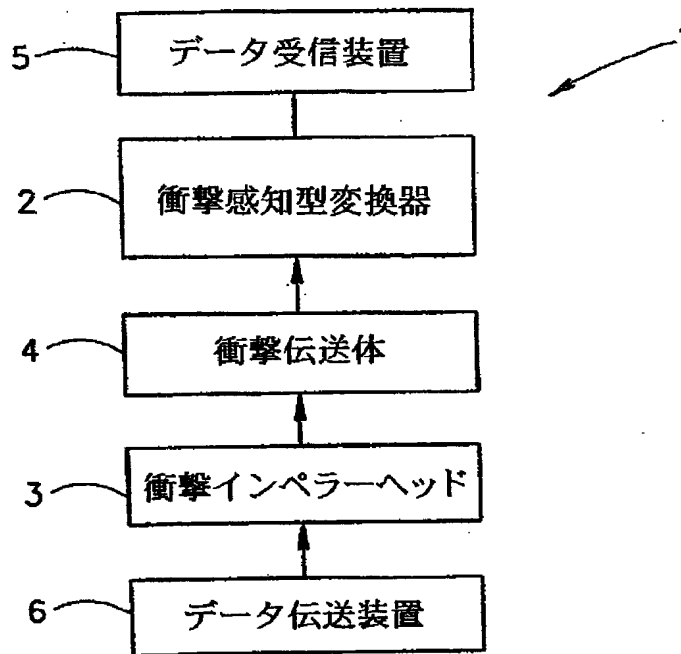 5 データ受信装置
2 衝撃感知型変換器
4 衝撃伝送体
3 衝撃インペラーヘッド
6 データ伝送装置